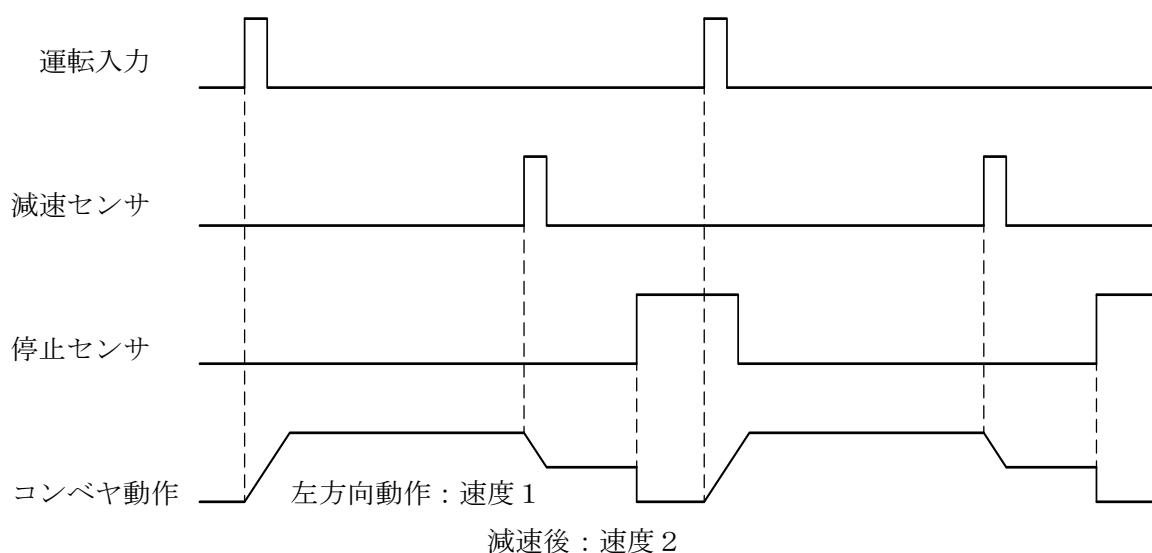 運転入力
減速センサ
停止センサ
コンベヤ動作
左方向動作：速度１
減速後：速度２